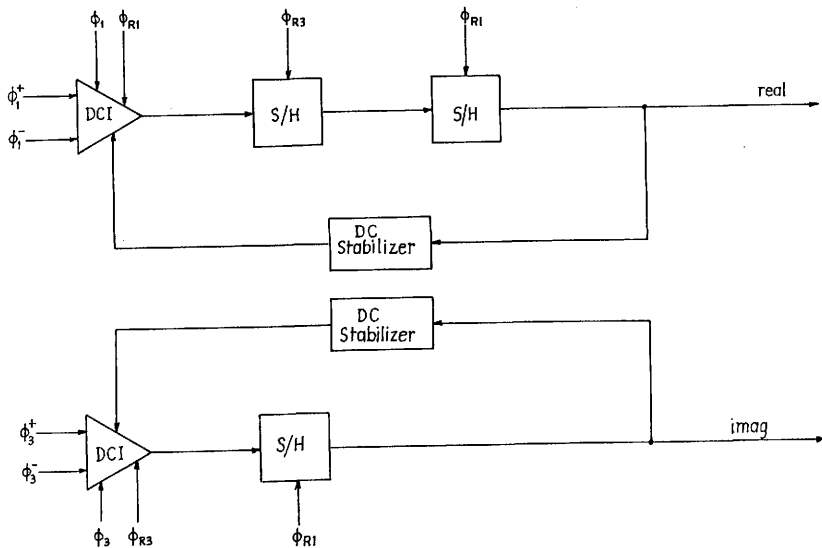 ϕ₁ ϕR1 ϕR3 ϕR1
ϕ₁⁺
ϕ₁⁻
DCI
S/H
S/H
real
DC
Stabilizer
DC
Stabilizer
ϕ₃⁺
ϕ₃⁻
DCI
S/H
imag
ϕ₃ ϕR3 ϕR1